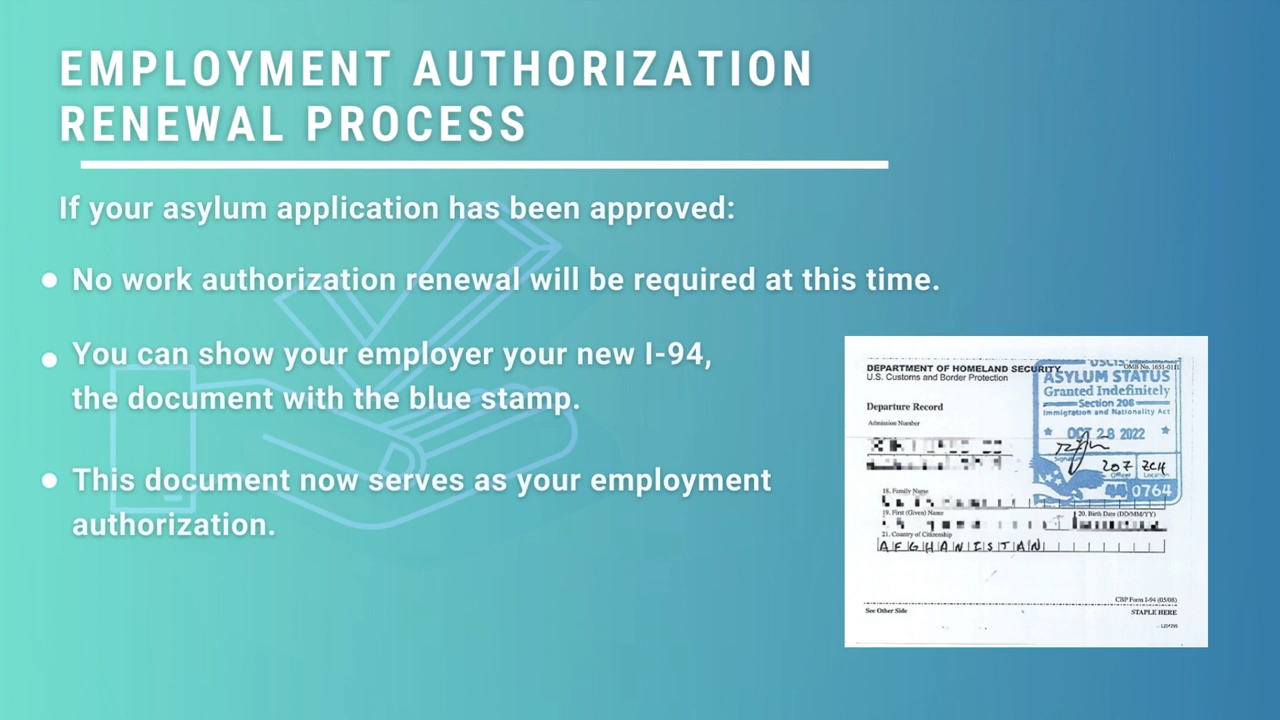 EMPLOYMENT AUTHORIZATION
RENEWAL PROCESS
If your asylum application has been approved:
No work authorization renewal will be required at this time.
You can show your employer your new I-94,
the document with the blue stamp.
This document now serves as your employment
authorization.
DEPARTMENT OF HOMELAND SECURITY
U.S. Customs and Border Protection
OMB No. 1651-0111
USCIS
ASYLUM STATUS
Granted Indefinitely
Section 208
Immigration and Nationality Act
OCT 28 2022
Departure Record
Admission Number
Signature
207 ZCH
Officer Location
0764
18. Family Name
19. First (Given) Name
20. Birth Date (DD/MM/YY)
21. Country of Citizenship
AFGHANISTAN
CBP Form I-94 (05/08)
See Other Side
STAPLE HERE